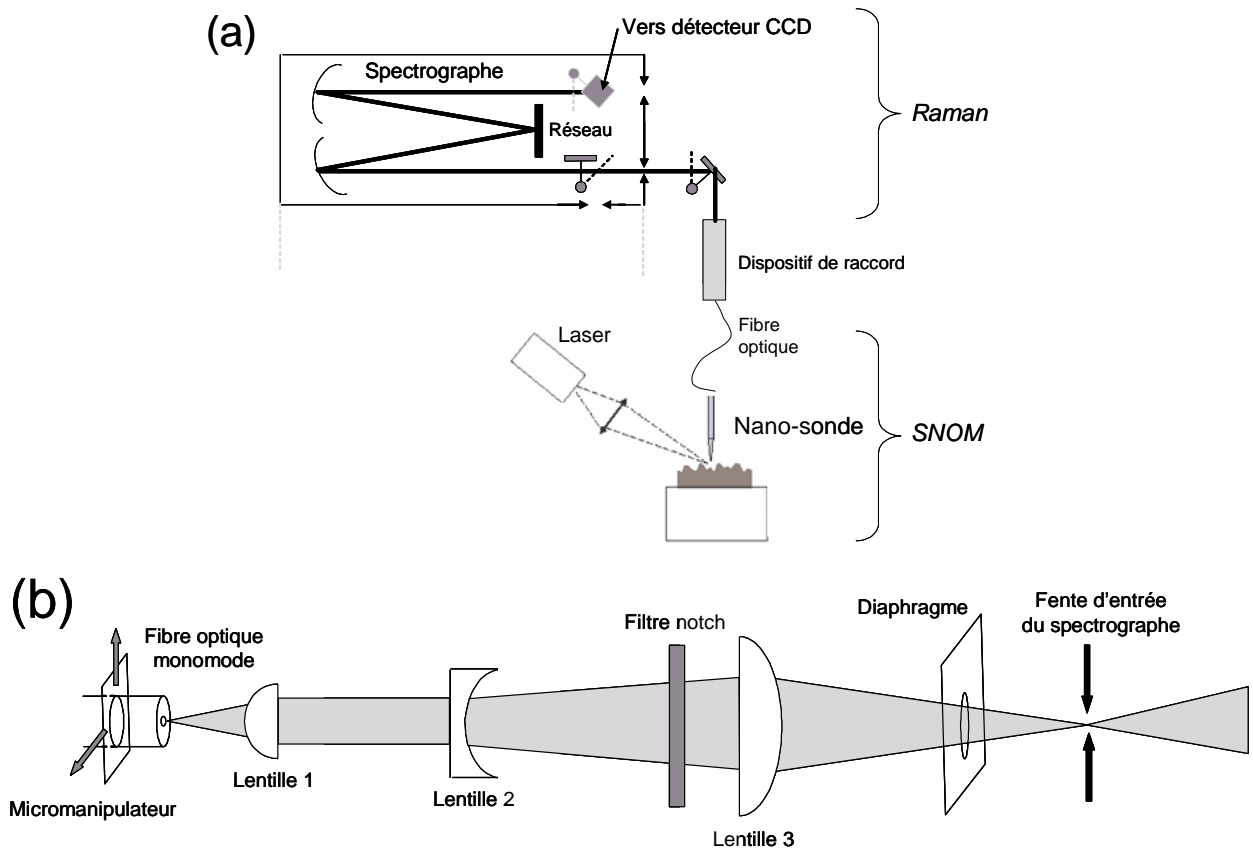 (a)
Vers détecteur CCD
Spectrographe
Réseau
Raman
Dispositif de raccord
Fibre
optique
Laser
Nano-sonde
SNOM
(b)
Fibre optique
monomode
Filtre notch
Diaphragme
Fente d'entrée
du spectrographe
Lentille 1
Lentille 2
Micromanipulateur
Lentille 3